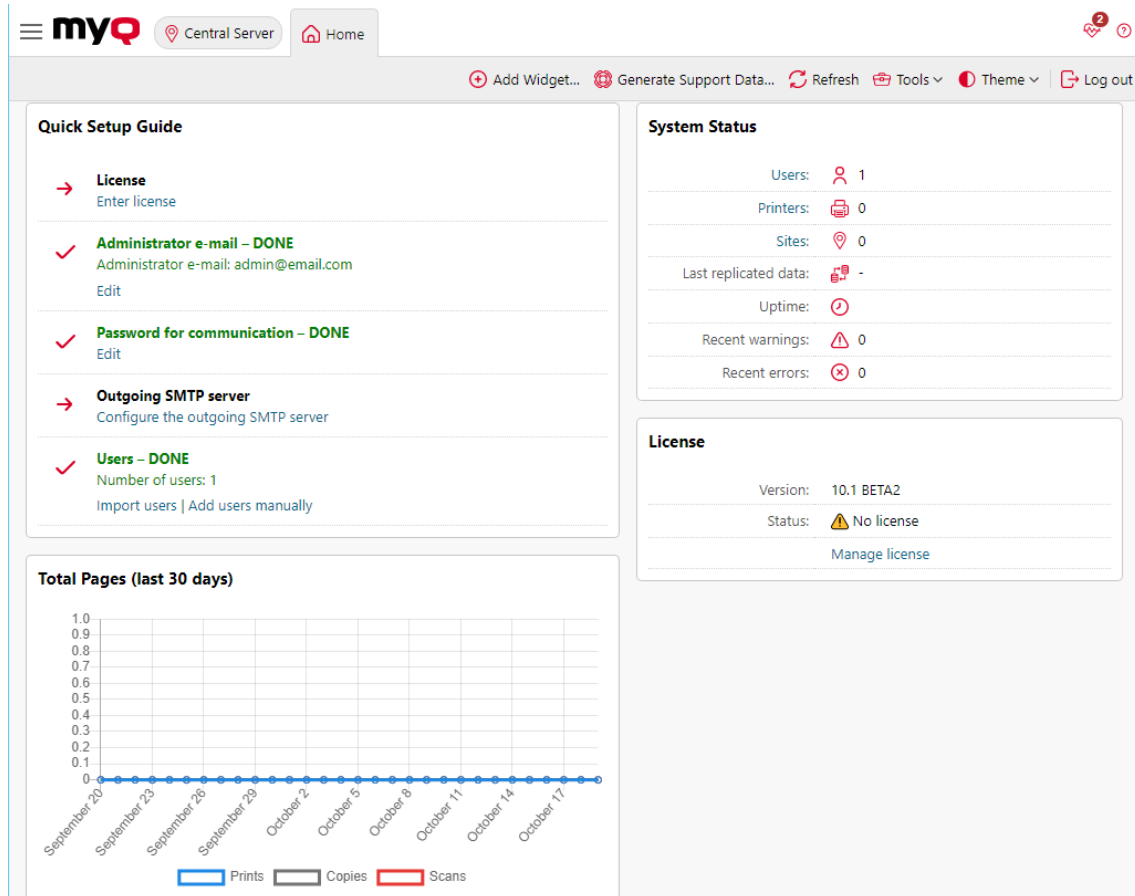 myQ
Central Server
Home
2
Add Widget...
Generate Support Data...
Refresh
Tools
Theme
Log out
Quick Setup Guide
License
Enter license
Administrator e-mail – DONE
Administrator e-mail: admin@email.com
Edit
Password for communication – DONE
Edit
Outgoing SMTP server
Configure the outgoing SMTP server
Users – DONE
Number of users: 1
Import users | Add users manually
System Status
Users: 1
Printers: 0
Sites: 0
Last replicated data: -
Uptime:
Recent warnings: 0
Recent errors: 0
License
Version: 10.1 BETA2
Status: No license
Manage license
Total Pages (last 30 days)
1.0
0.9
0.8
0.7
0.6
0.5
0.4
0.3
0.2
0.1
0
September 20
September 23
September 26
September 29
October 2
October 5
October 8
October 11
October 14
October 17
Prints
Copies
Scans